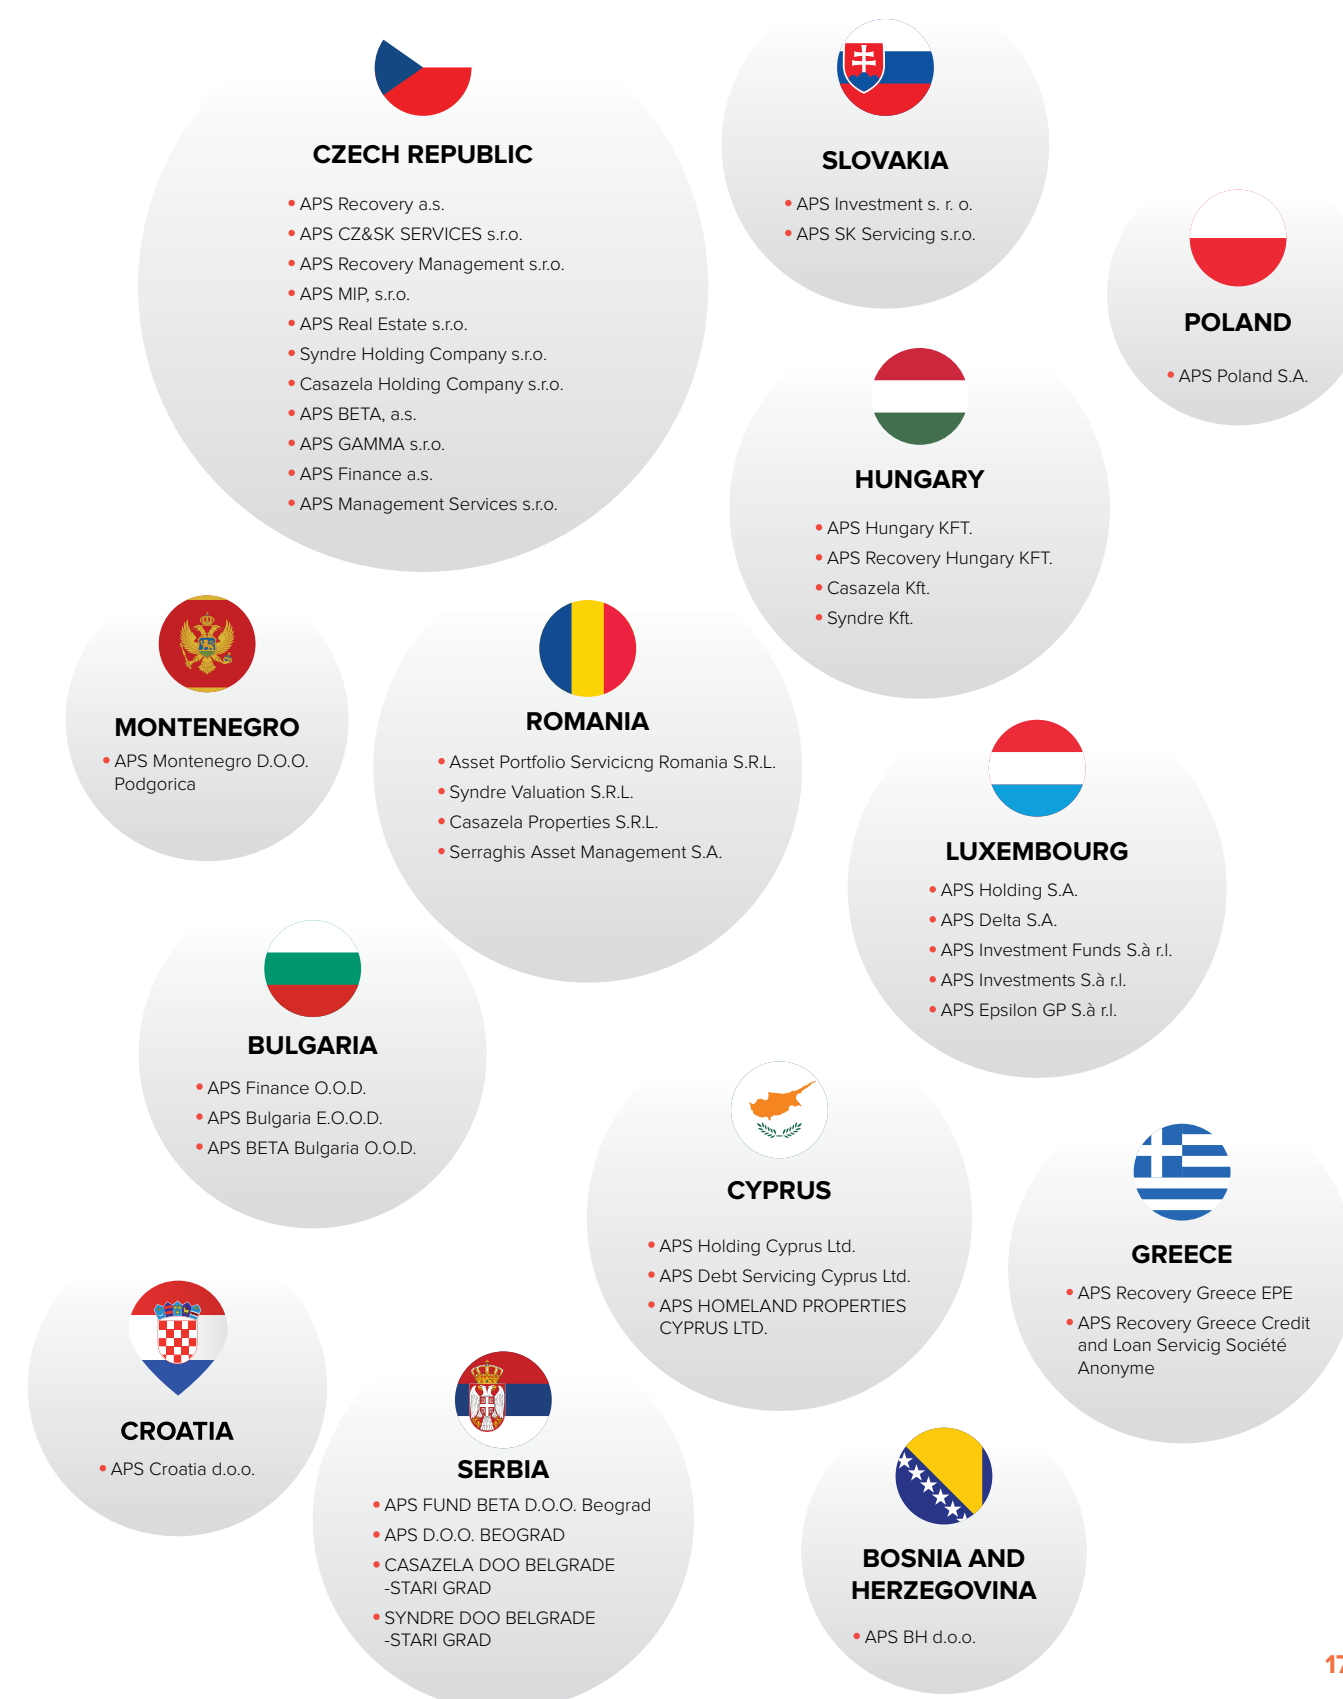 CZECH REPUBLIC
• APS Recovery a.s.
• APS CZ&SK SERVICES s.r.o.
• APS Recovery Management s.r.o.
• APS MIP, s.r.o.
• APS Real Estate s.r.o.
• Syndre Holding Company s.r.o.
• Casazela Holding Company s.r.o.
• APS BETA, a.s.
• APS GAMMA s.r.o.
• APS Finance a.s.
• APS Management Services s.r.o.
SLOVAKIA
• APS Investment s. r. o.
• APS SK Servicing s.r.o.
POLAND
• APS Poland S.A.
HUNGARY
• APS Hungary KFT.
• APS Recovery Hungary KFT.
• Casazela Kft.
• Syndre Kft.
MONTENEGRO
• APS Montenegro D.O.O.
Podgorica
ROMANIA
• Asset Portfolio Servicicng Romania S.R.L.
• Syndre Valuation S.R.L.
• Casazela Properties S.R.L.
• Serraghis Asset Management S.A.
LUXEMBOURG
• APS Holding S.A.
• APS Delta S.A.
• APS Investment Funds S.à r.l.
• APS Investments S.à r.l.
• APS Epsilon GP S.à r.l.
BULGARIA
• APS Finance O.O.D.
• APS Bulgaria E.O.O.D.
• APS BETA Bulgaria O.O.D.
CYPRUS
• APS Holding Cyprus Ltd.
• APS Debt Servicing Cyprus Ltd.
• APS HOMELAND PROPERTIES
CYPRUS LTD.
GREECE
• APS Recovery Greece EPE
• APS Recovery Greece Credit
and Loan Servicig Société
Anonyme
CROATIA
• APS Croatia d.o.o.
SERBIA
• APS FUND BETA D.O.O. Beograd
• APS D.O.O. BEOGRAD
• CASAZELA DOO BELGRADE
-STARI GRAD
• SYNDRE DOO BELGRADE
-STARI GRAD
BOSNIA AND
HERZEGOVINA
• APS BH d.o.o.
17